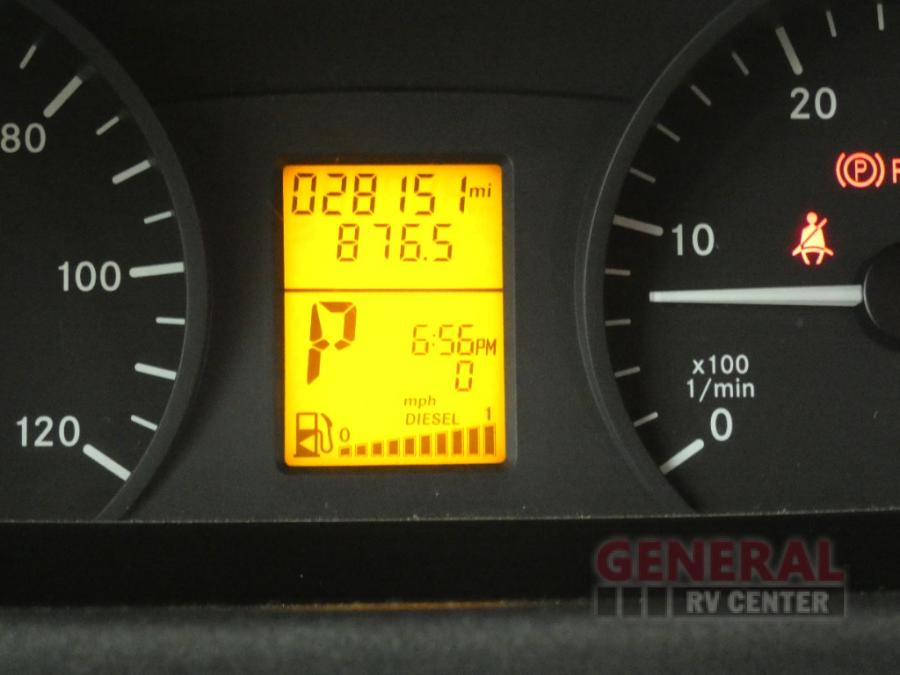 80
100
120
028151 mi
876.5
P
6:56PM
0
mph
DIESEL
0 1
20
10
0
x100
1/min
(P)
GENERAL
RV CENTER